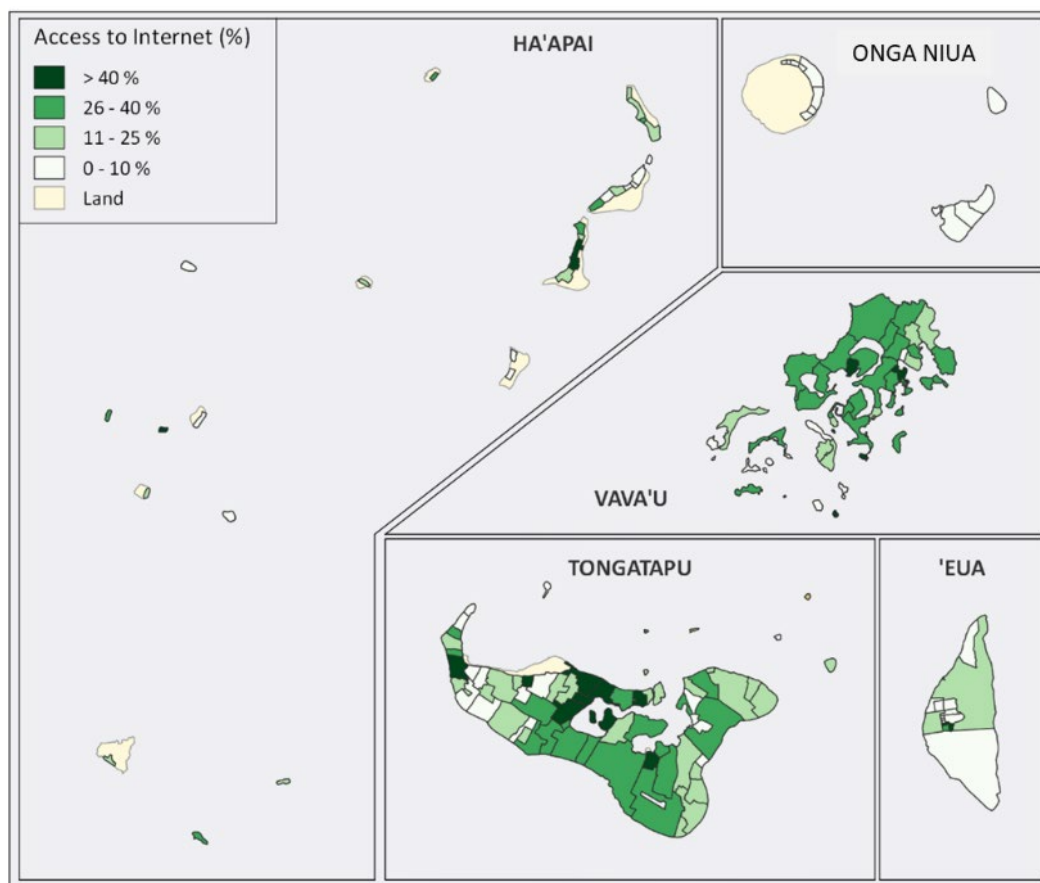 Access to Internet (%)
> 40 %
26 - 40 %
11 - 25 %
0 - 10 %
Land
HA'APAI
ONGA NIUA
VAVA'U
TONGATAPU
'EUA